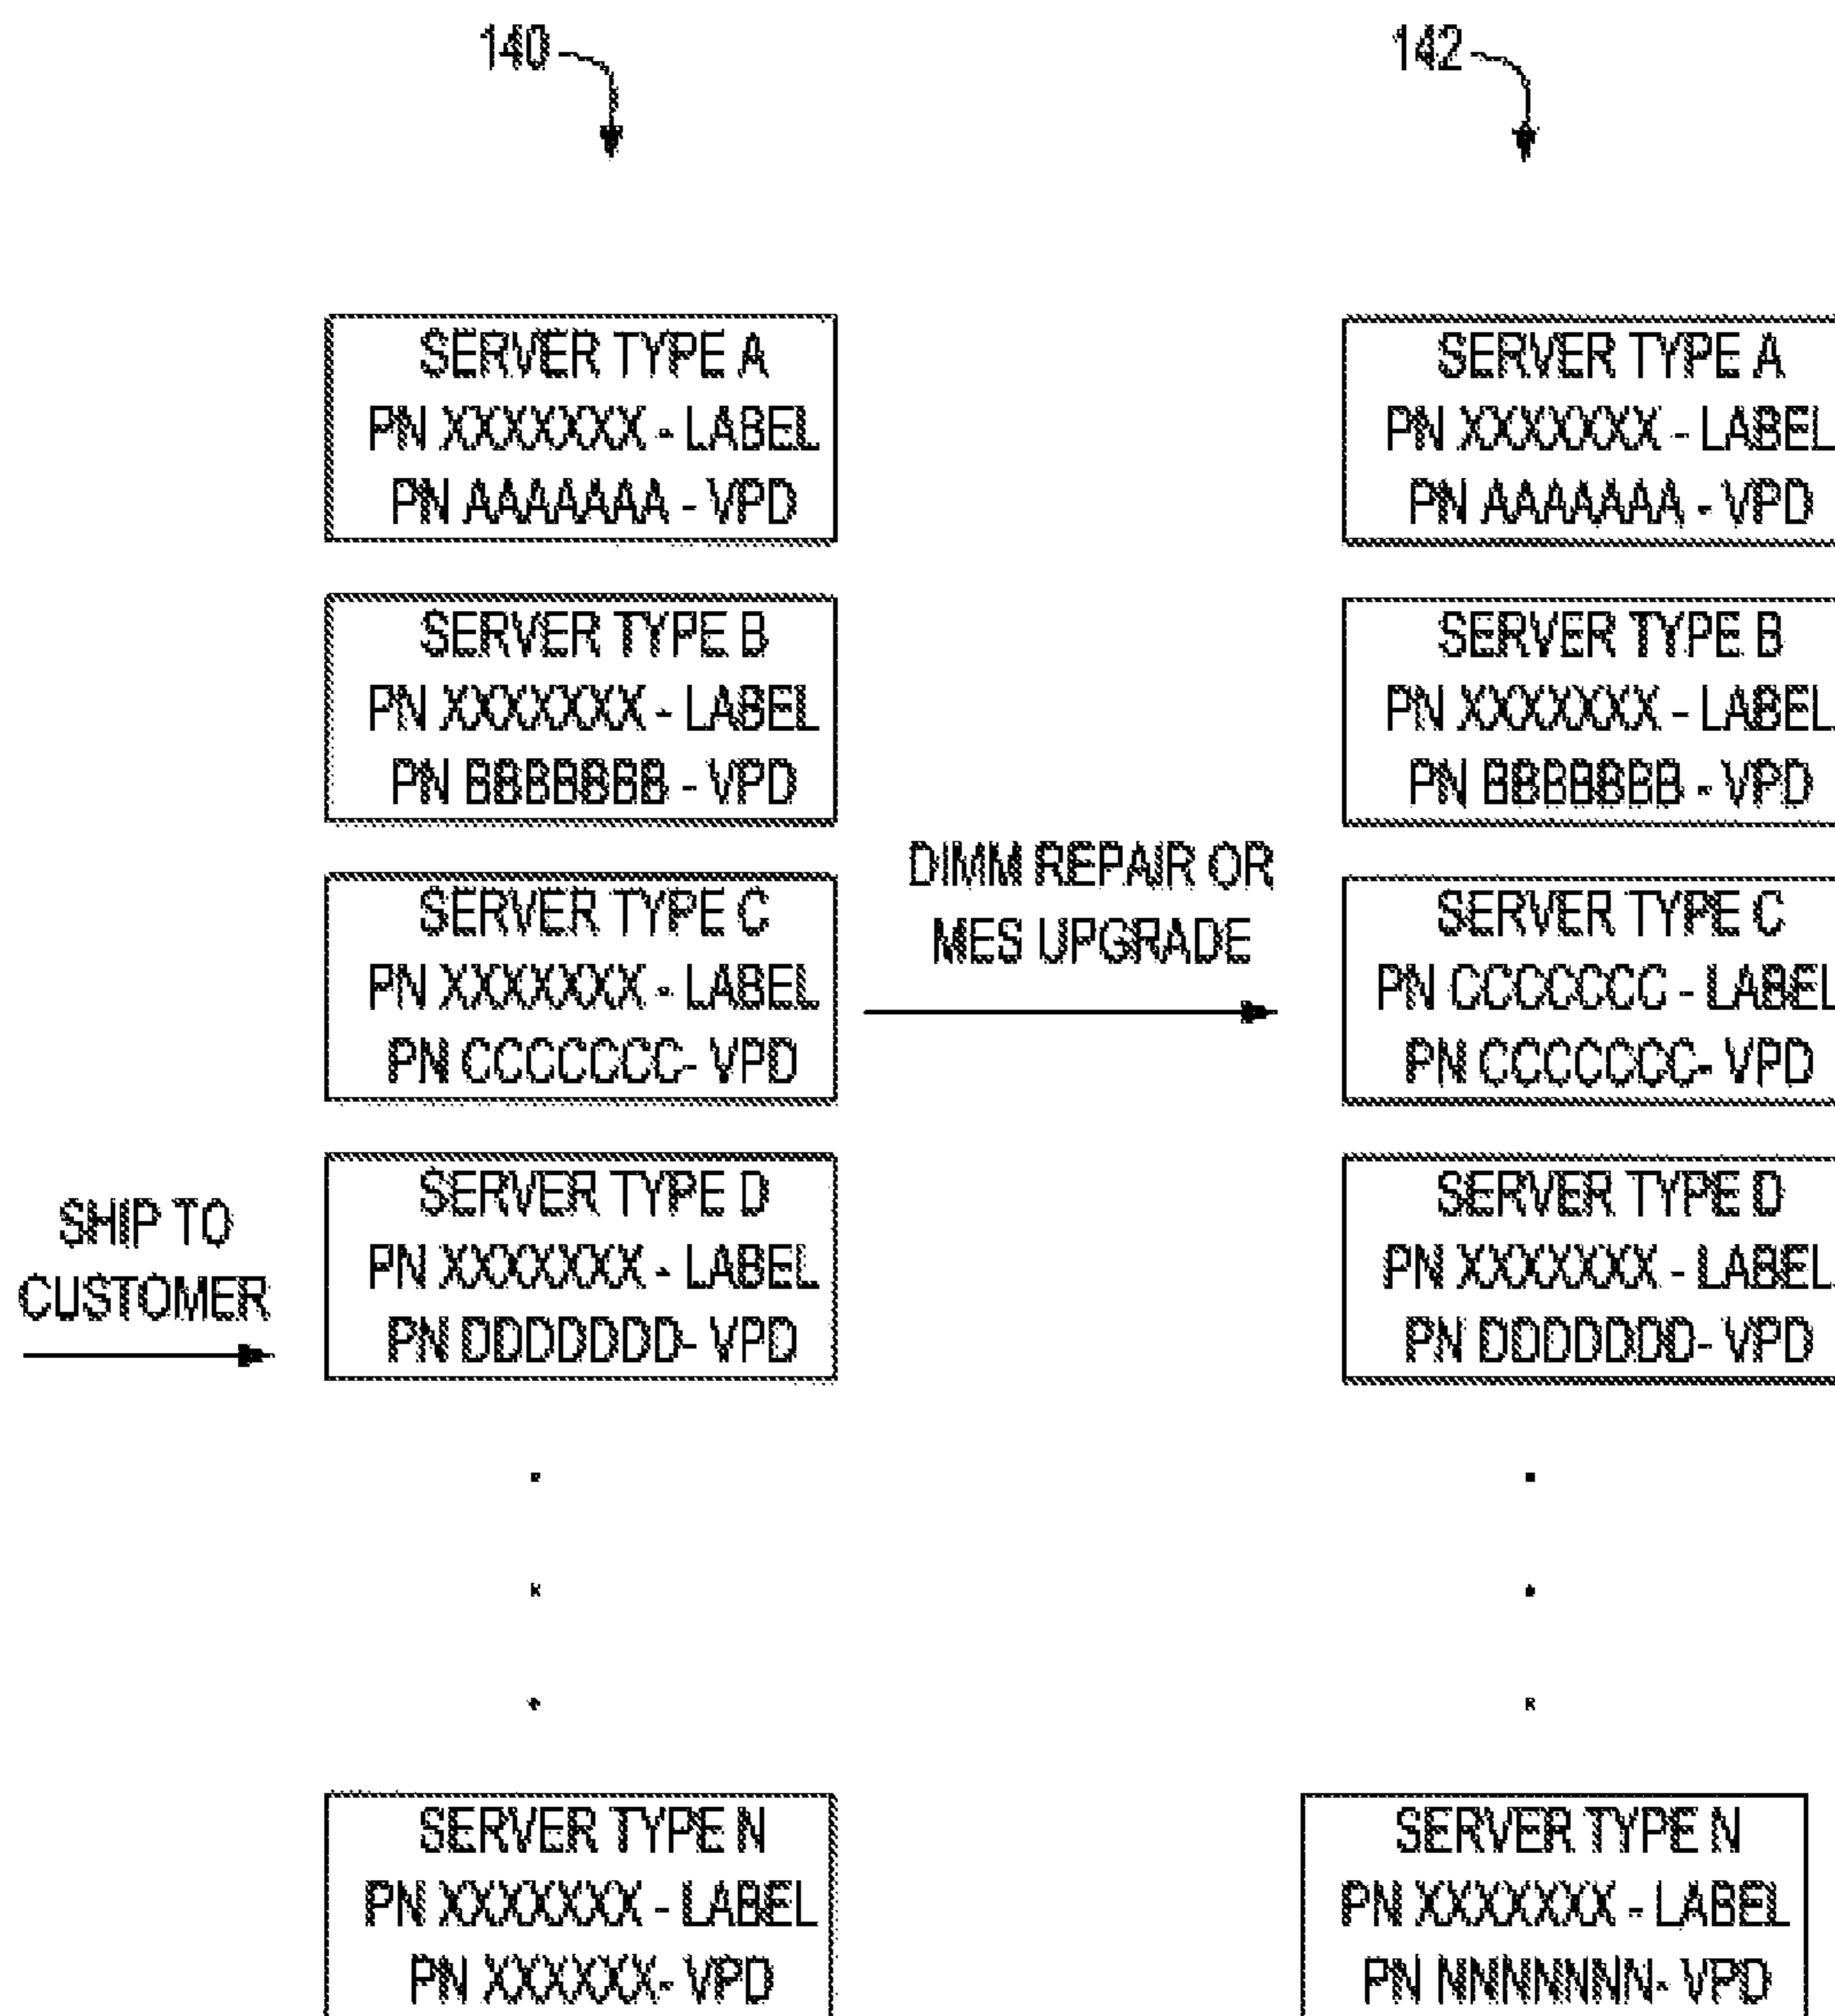 140
142
SERVER TYPE A
PN XXXXXXX - LABEL
PN AAAAAAA - VPD
SERVER TYPE B
PN XXXXXXX - LABEL
PN BBBBBBB - VPD
SERVER TYPE C
PN XXXXXXX - LABEL
PN CCCCCCC- VPD
SERVER TYPE D
PN XXXXXXX - LABEL
PN DDDDDDD- VPD
SERVER TYPE N
PN XXXXXXX - LABEL
PN XXXXXX- VPD
SHIP TO
CUSTOMER
DIMM REPAIR OR
MES UPGRADE
SERVER TYPE A
PN XXXXXXX - LABEL
PN AAAAAAA - VPD
SERVER TYPE B
PN XXXXXXX - LABEL
PN BBBBBBB - VPD
SERVER TYPE C
PN CCCCCCC - LABEL
PN CCCCCCC- VPD
SERVER TYPE D
PN XXXXXXX - LABEL
PN DDDDDDD- VPD
SERVER TYPE N
PN XXXXXXX - LABEL
PN NNNNNNN- VPD